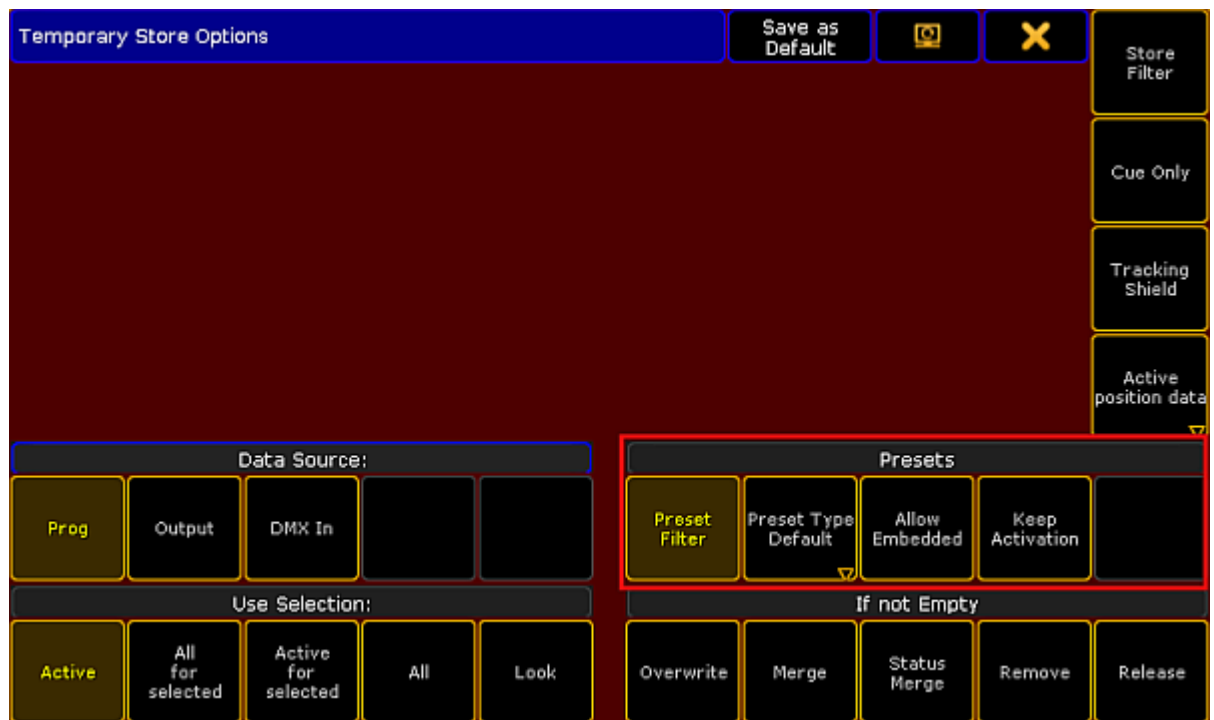 Temporary Store Options
Save as
Default
Store
Filter
Cue Only
Tracking
Shield
Active
position data
Data Source:
Presets
Prog
Output
DMX In
Preset
Filter
Preset Type
Default
Allow
Embedded
Keep
Activation
Use Selection:
If not Empty
Active
All
for
selected
Active
for
selected
All
Look
Overwrite
Merge
Status
Merge
Remove
Release